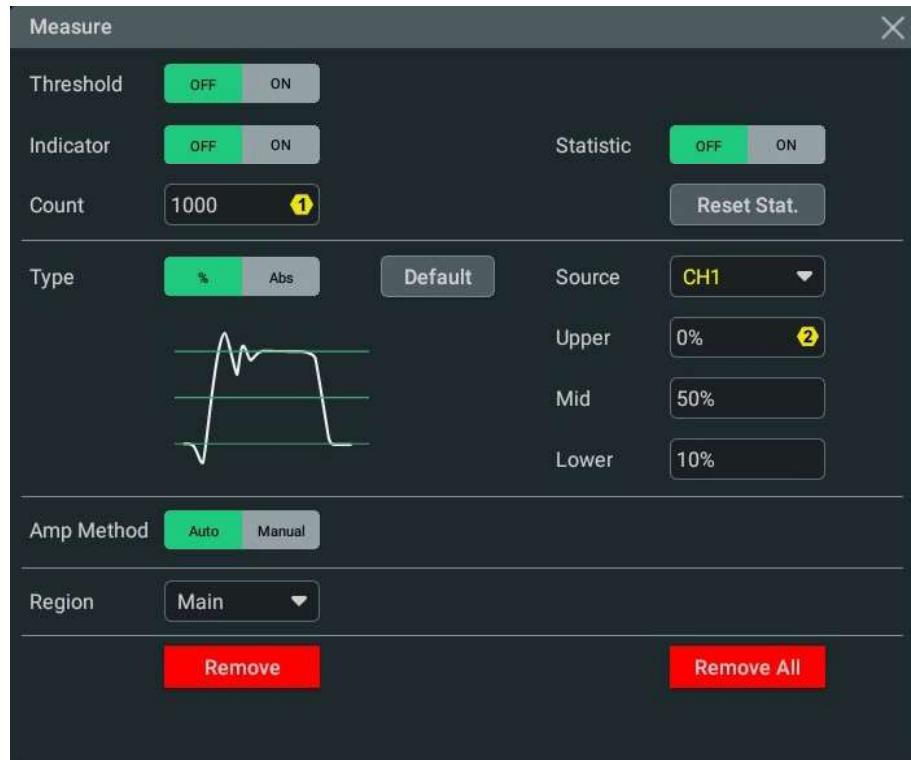 Measure
Threshold OFF ON
Indicator OFF ON Statistic OFF ON
Count 1000 1 Reset Stat.
Type % Abs Default Source CH1
Upper 0% 2
Mid 50%
Lower 10%
Amp Method Auto Manual
Region Main
Remove Remove All